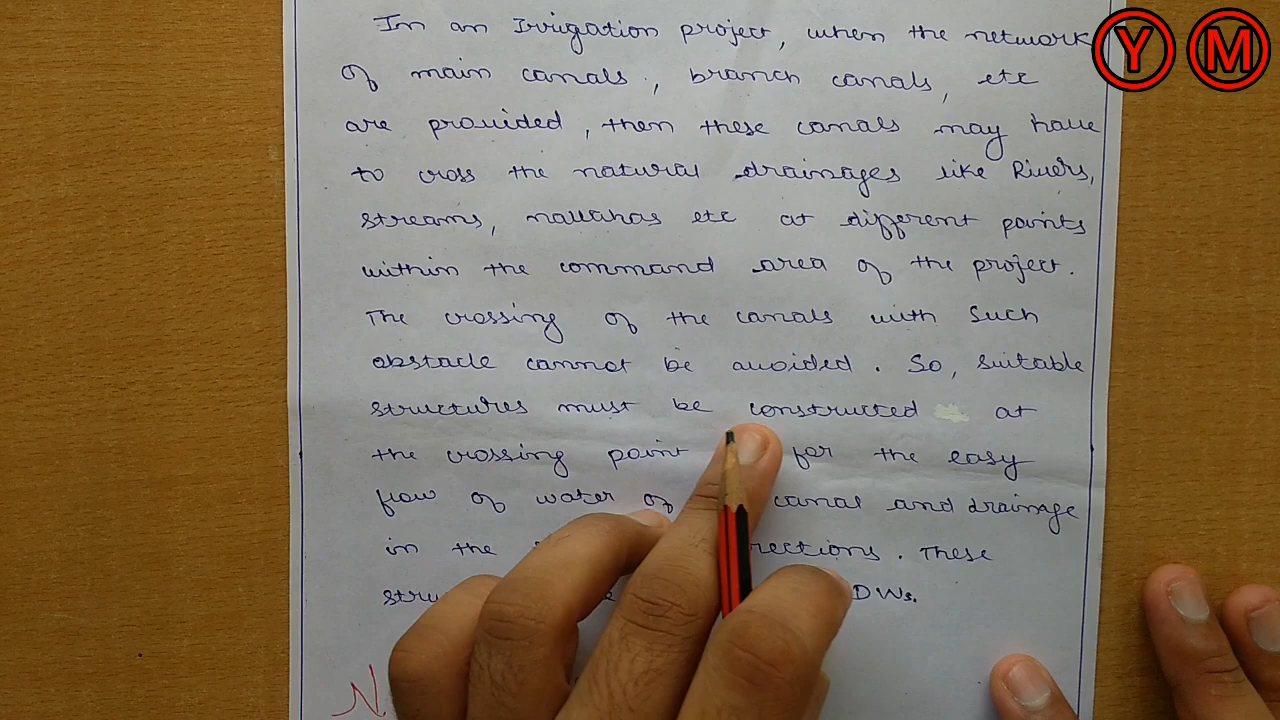 Y M
In an Irrigation project, when the network
of main canals, branch canals, etc
are provided, then these canals may have
to cross the natural drainages like Rivers,
streams, nallahas etc at different points
within the command area of the project.
The crossing of the canals with such
obstacle cannot be avoided. So, suitable
structures must be constructed at
the crossing point for the easy
flow of water of canal and drainage
in the . These
DWs.
N